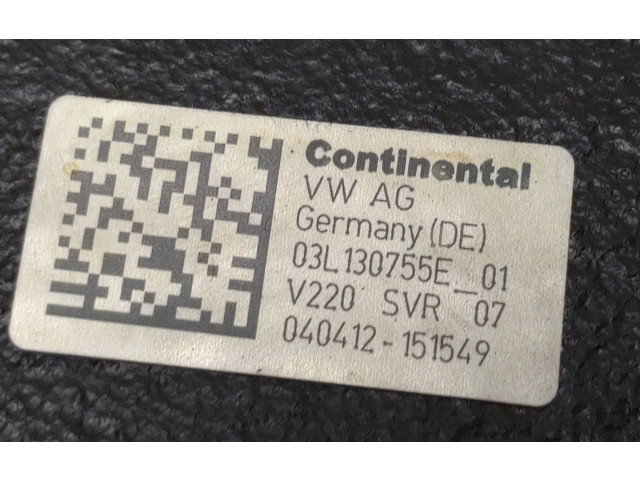 Continental
VW AG
Germany (DE)
03L130755E_01
V220 SVR 07
040412-151549